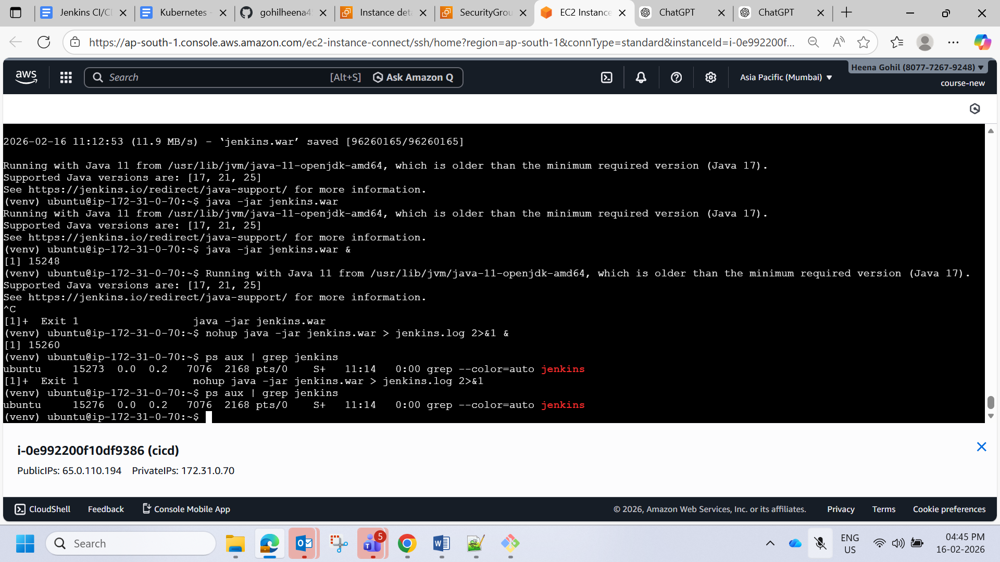 Jenkins CI/CI
Kubernetes -
gohilheena4
Instance deta
SecurityGrou
EC2 Instance
ChatGPT
ChatGPT
https://ap-south-1.console.aws.amazon.com/ec2-instance-connect/ssh/home?region=ap-south-1&connType=standard&instanceId=i-0e992200f...
aws
Search
[Alt+S]
Ask Amazon Q
Asia Pacific (Mumbai)
Heena Gohil (8077-7267-9248)
course-new
2026-02-16 11:12:53 (11.9 MB/s) - ‘jenkins.war’ saved [96260165/96260165]
Running with Java 11 from /usr/lib/jvm/java-11-openjdk-amd64, which is older than the minimum required version (Java 17).
Supported Java versions are: [17, 21, 25]
See https://jenkins.io/redirect/java-support/ for more information.
(venv) ubuntu@ip-172-31-0-70:~$ java -jar jenkins.war
Running with Java 11 from /usr/lib/jvm/java-11-openjdk-amd64, which is older than the minimum required version (Java 17).
Supported Java versions are: [17, 21, 25]
See https://jenkins.io/redirect/java-support/ for more information.
(venv) ubuntu@ip-172-31-0-70:~$ java -jar jenkins.war &
[1] 15248
(venv) ubuntu@ip-172-31-0-70:~$ Running with Java 11 from /usr/lib/jvm/java-11-openjdk-amd64, which is older than the minimum required version (Java 17).
Supported Java versions are: [17, 21, 25]
See https://jenkins.io/redirect/java-support/ for more information.
^C
[1]+  Exit 1                  java -jar jenkins.war
(venv) ubuntu@ip-172-31-0-70:~$ nohup java -jar jenkins.war > jenkins.log 2>&1 &
[1] 15260
(venv) ubuntu@ip-172-31-0-70:~$ ps aux | grep jenkins
ubuntu     15273  0.0  0.2   7076  2168 pts/0    S+   11:14   0:00 grep --color=auto jenkins
[1]+  Exit 1                  nohup java -jar jenkins.war > jenkins.log 2>&1
(venv) ubuntu@ip-172-31-0-70:~$ ps aux | grep jenkins
ubuntu     15276  0.0  0.2   7076  2168 pts/0    S+   11:14   0:00 grep --color=auto jenkins
(venv) ubuntu@ip-172-31-0-70:~$
i-0e992200f10df9386 (cicd)
PublicIPs: 65.0.110.194 PrivateIPs: 172.31.0.70
CloudShell
Feedback
Console Mobile App
© 2026, Amazon Web Services, Inc. or its affiliates.
Privacy
Terms
Cookie preferences
Search
5
ENG
US
04:45 PM
16-02-2026